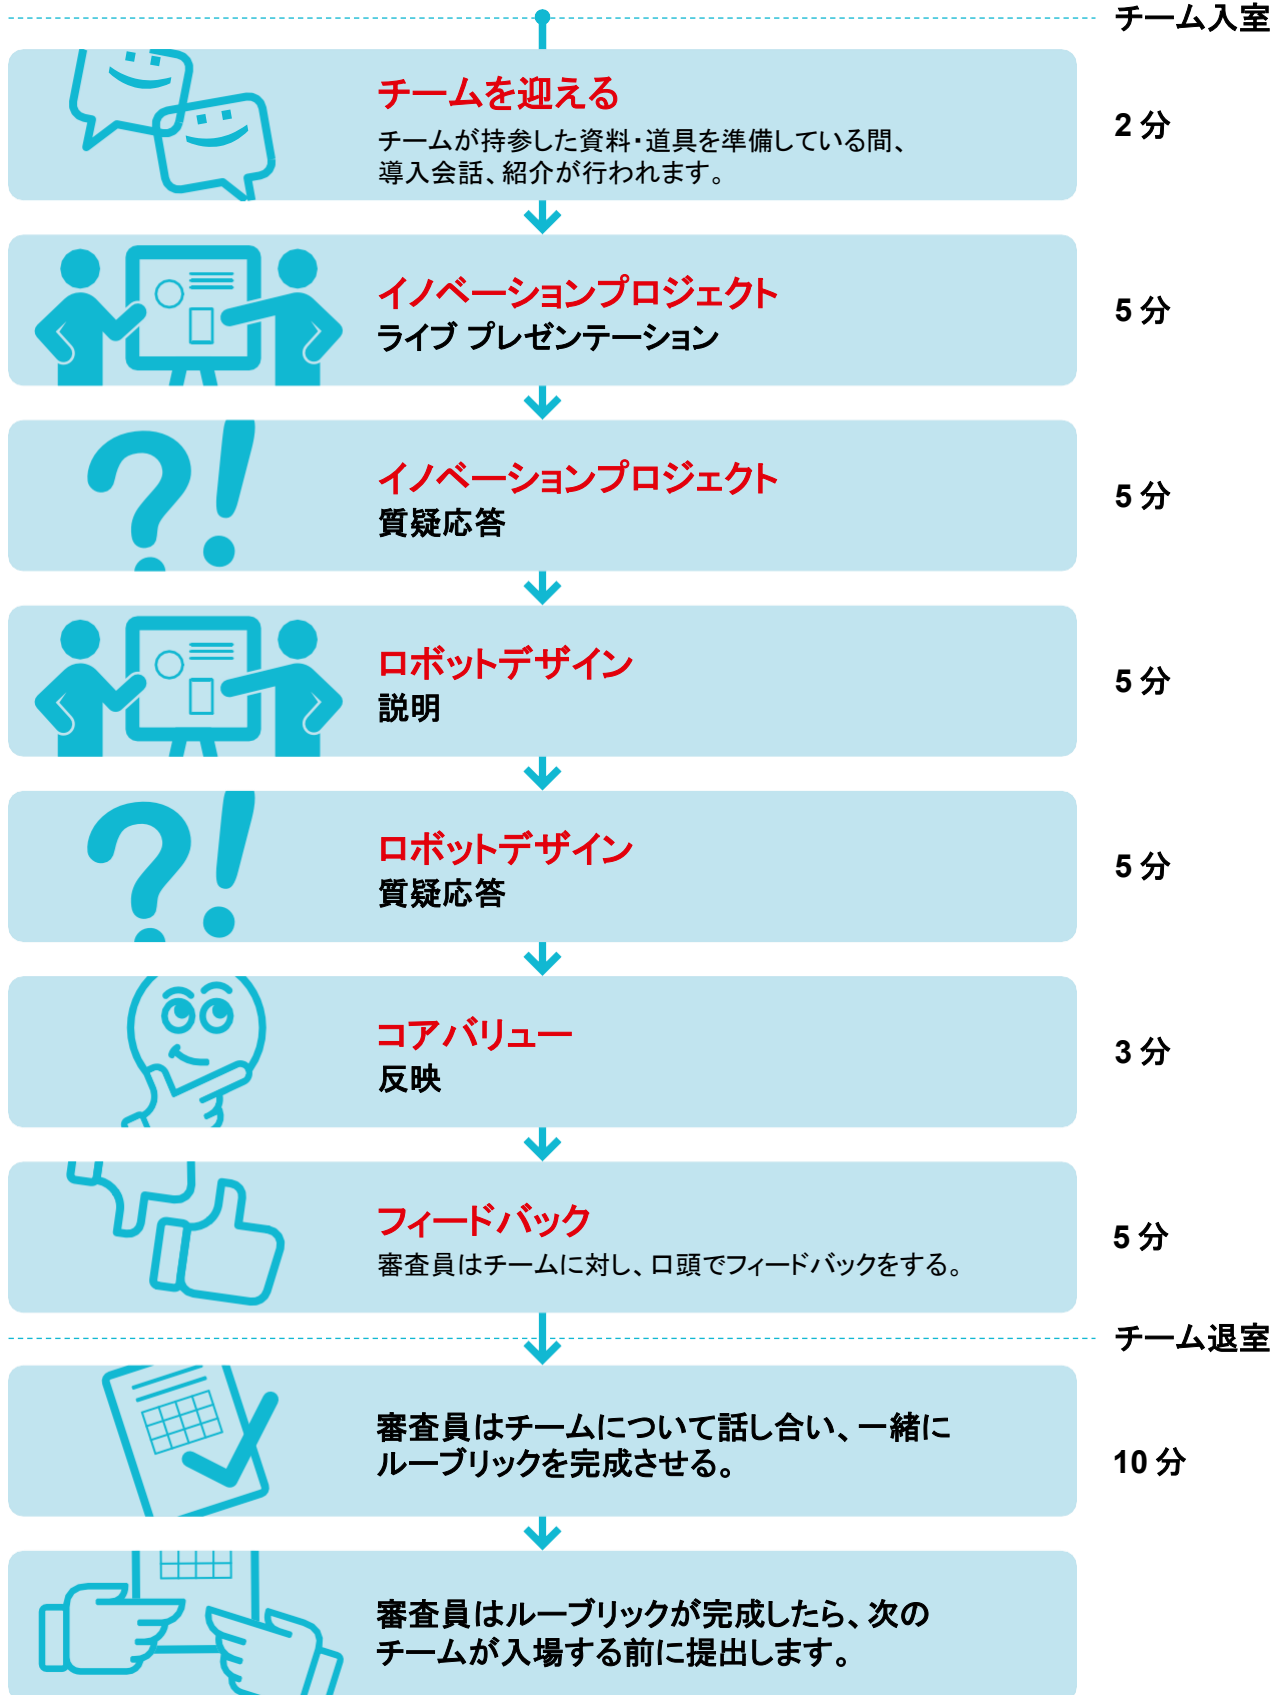 チーム入室
チームを迎える
2 分
チームが持参した資料・道具を準備している間、
導入会話、紹介が行われます。
イノベーションプロジェクト
ライブ プレゼンテーション
5 分
イノベーションプロジェクト
質疑応答
5 分
ロボットデザイン
説明
5 分
ロボットデザイン
質疑応答
5 分
コアバリュー
反映
3 分
フィードバック
審査員はチームに対し、口頭でフィードバックをする。
5 分
チーム退室
審査員はチームについて話し合い、一緒に
ルーブリックを完成させる。
10 分
審査員はルーブリックが完成したら、次の
チームが入場する前に提出します。